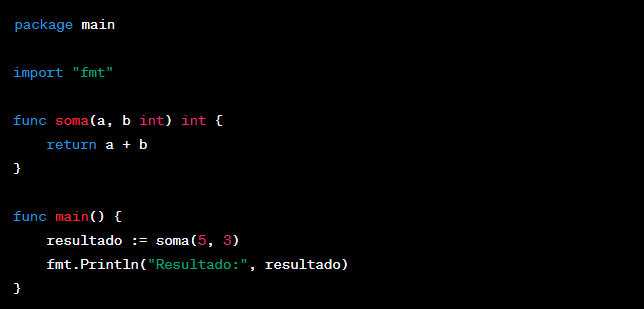 package main
import "fmt"
func soma(a, b int) int {
    return a + b
}
func main() {
    resultado := soma(5, 3)
    fmt.Println("Resultado:", resultado)
}